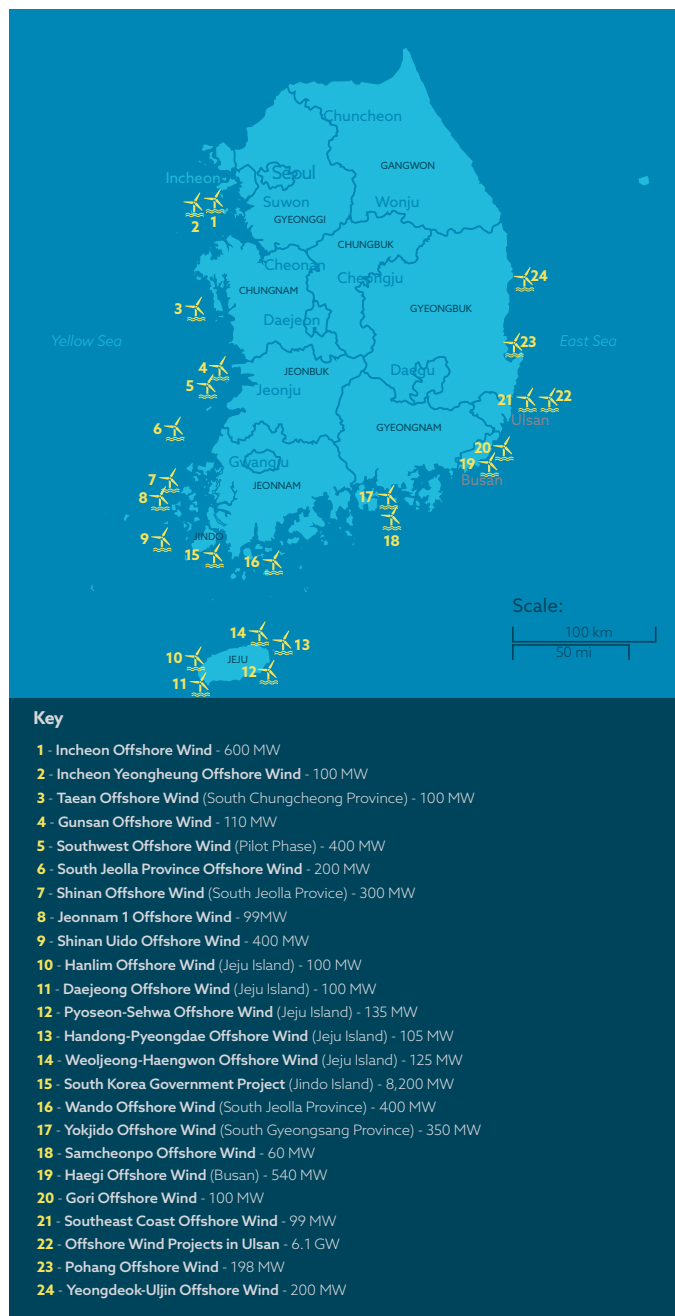 Chuncheon
GANGWON
Seoul
Incheon
Suwon
Wonju
2
1
GYEONGGI
CHUNGBUK
Cheonan
Cheongju
24
CHUNGNAM
3
GYEONGBUK
Daejeon
Yellow Sea
23
East Sea
4
JEONBUK
Daegu
5
Jeonju
21
22
Ulsan
6
GYEONGNAM
20
Gwangju
19
7
Busan
JEONNAM
8
17
9
JINDO
18
15
16
Scale:
100 km
50 mi
14
13
10
JEJU
12
11
Key
1 - Incheon Offshore Wind - 600 MW
2 - Incheon Yeongheung Offshore Wind - 100 MW
3 - Taean Offshore Wind (South Chungcheong Province) - 100 MW
4 - Gunsan Offshore Wind - 110 MW
5 - Southwest Offshore Wind (Pilot Phase) - 400 MW
6 - South Jeolla Province Offshore Wind - 200 MW
7 - Shinan Offshore Wind (South Jeolla Provice) - 300 MW
8 - Jeonnam 1 Offshore Wind - 99MW
9 - Shinan Uido Offshore Wind - 400 MW
10 - Hanlim Offshore Wind (Jeju Island) - 100 MW
11 - Daejeong Offshore Wind (Jeju Island) - 100 MW
12 - Pyoseon-Sehwa Offshore Wind (Jeju Island) - 135 MW
13 - Handong-Pyeongdae Offshore Wind (Jeju Island) - 105 MW
14 - Weoljeong-Haengwon Offshore Wind (Jeju Island) - 125 MW
15 - South Korea Government Project (Jindo Island) - 8,200 MW
16 - Wando Offshore Wind (South Jeolla Province) - 400 MW
17 - Yokjido Offshore Wind (South Gyeongsang Province) - 350 MW
18 - Samcheonpo Offshore Wind - 60 MW
19 - Haegi Offshore Wind (Busan) - 540 MW
20 - Gori Offshore Wind - 100 MW
21 - Southeast Coast Offshore Wind - 99 MW
22 - Offshore Wind Projects in Ulsan - 6.1 GW
23 - Pohang Offshore Wind - 198 MW
24 - Yeongdeok-Uljin Offshore Wind - 200 MW